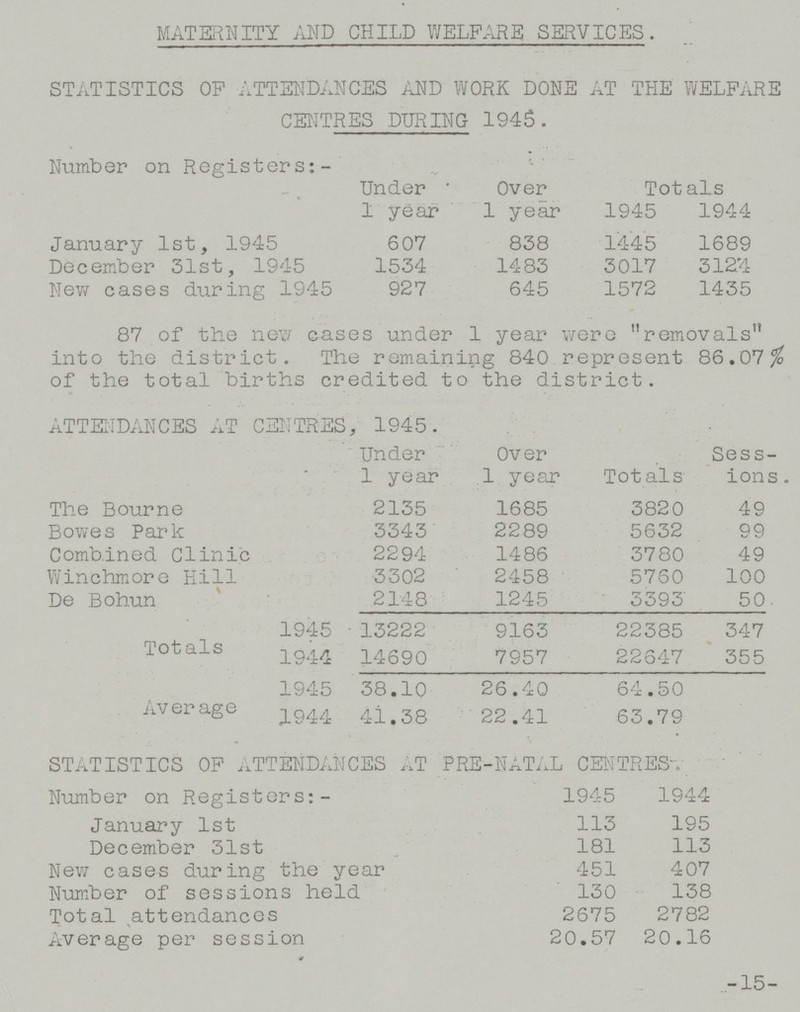 MATERNITY AND CHILD WELFARE SERVICES.
STATISTICS OF ATTENDANCES AND WORK DONE AT THE WELFARE
CENTRES DURING 1945.
Number on Registers:-
Under Over Totals
1 year 1 year 1945 1944
January 1st, 1945 607 838 1445 1689
December 31st, 1945 1534 1483 3017 3124
New cases during 1945 927 645 1572 1435
87 of the new cases under 1 year were "removals"
into the district. The remaining 840 represent 86.07%
of the total births credited to the district.
ATTENDANCES AT CENTRES, 1945.
Under Over Sess-
1 year 1 year Totals ions.
The Bourne 2135 1685 3820 49
Bowes Park 3343 2289 5632 99
Combined Clinic 2294 1486 3780 49
Winchmore Hill 3302 2458 5760 100
De Bohun 2148 1245 3393 50
1945 13222 9163 22385 347
Totals
1944 14690 7957 22647 355
1945 38.10 26.40 64.50
Average
1944 41.38 22.41 63.79
STATISTICS OF ATTENDANCES AT PRE-NATAL CENTRES.
Number on Registers:- 1945 1944
January 1st 113 195
December 31st 181 113
New cases during the year 451 407
Number of sessions held 130 138
Total attendances 2675 2782
Average per session 20.57 20.16
-15-